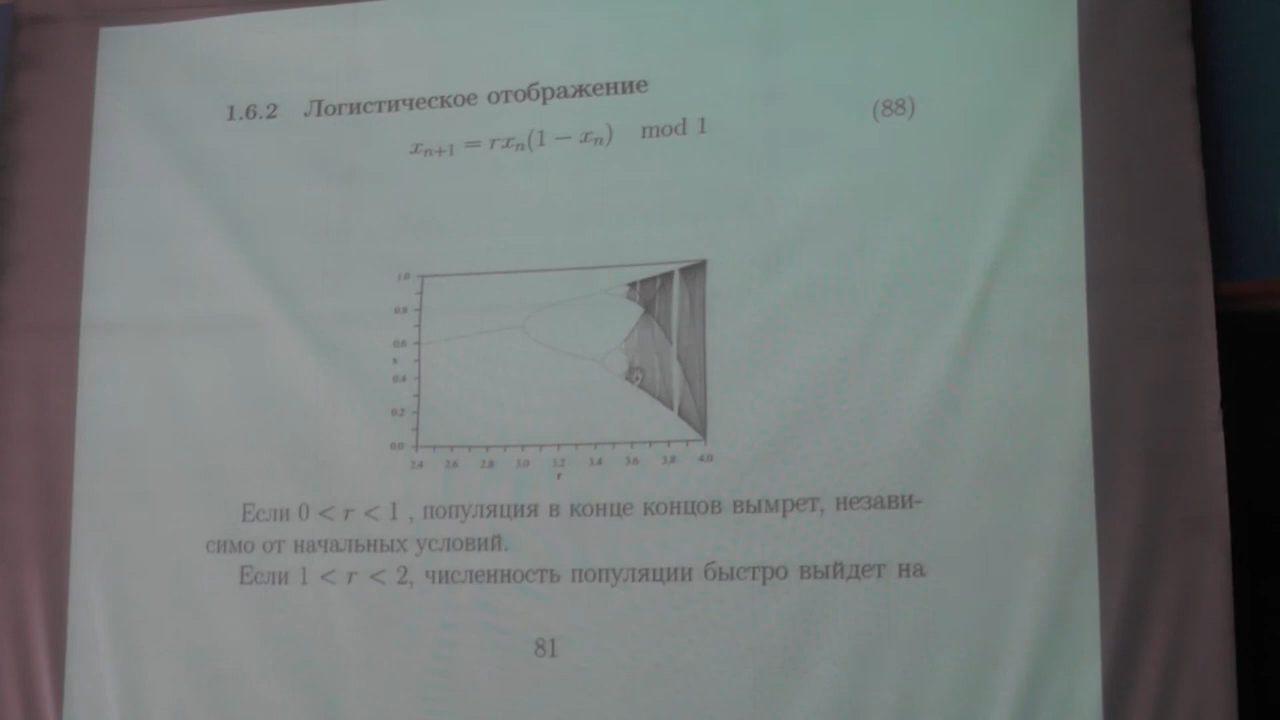 1.6.2 Логистическое отображение
xₙ₊₁ = rxₙ(1 − xₙ) mod 1 (88)
1.0
0.8
0.6
x
0.4
0.2
0.0
2.4 2.6 2.8 3.0 3.2 3.4 3.6 3.8 4.0
r
Если 0 < r < 1 , популяция в конце концов вымрет, незави-
симо от начальных условий.
Если 1 < r < 2, численность популяции быстро выйдет на
81